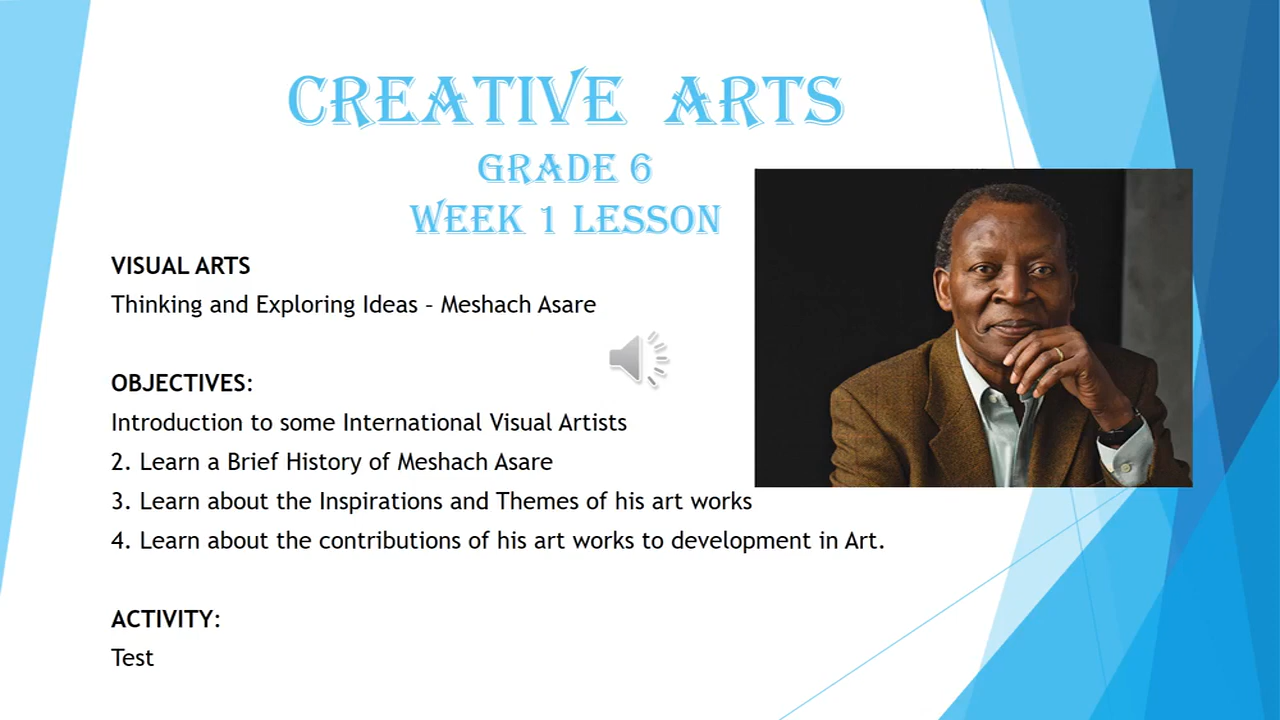 CREATIVE ARTS
GRADE 6
WEEK 1 LESSON
VISUAL ARTS
Thinking and Exploring Ideas – Meshach Asare
OBJECTIVES:
Introduction to some International Visual Artists
2. Learn a Brief History of Meshach Asare
3. Learn about the Inspirations and Themes of his art works
4. Learn about the contributions of his art works to development in Art.
ACTIVITY:
Test